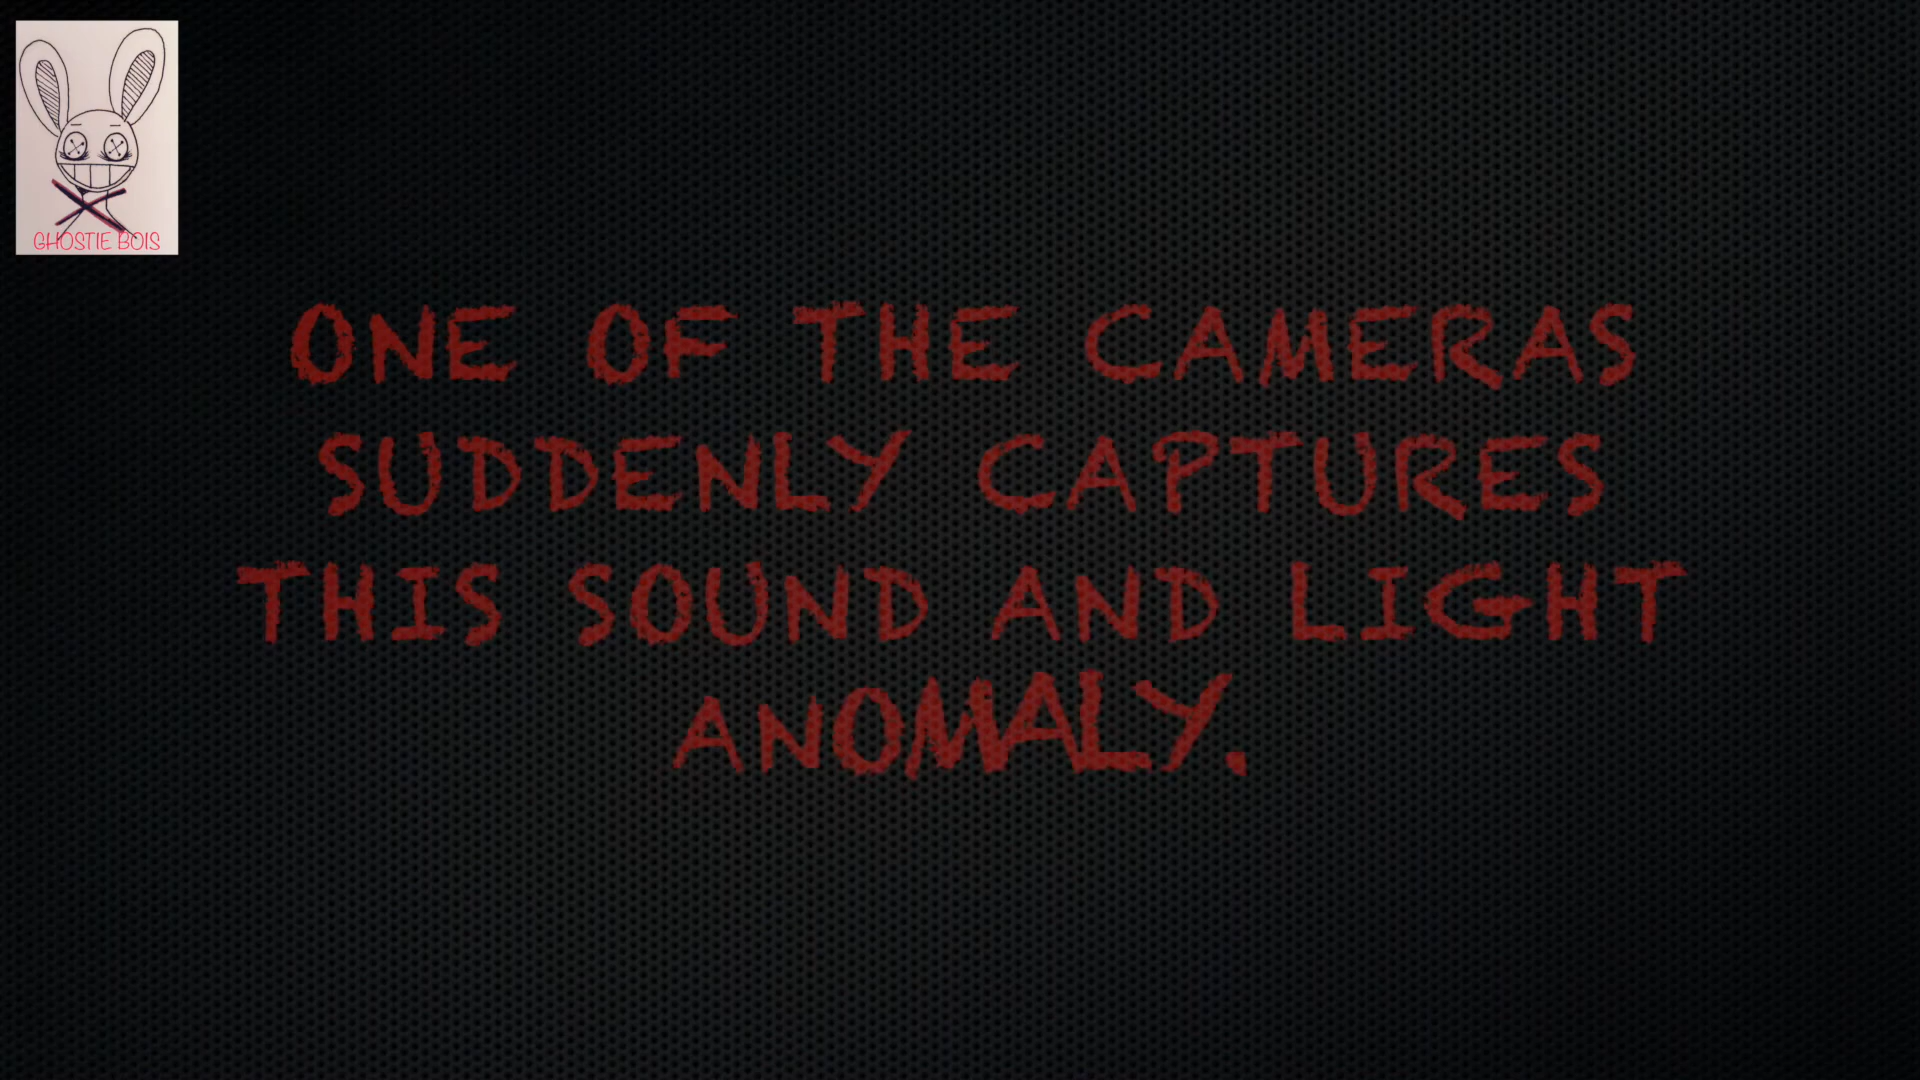 GHOSTIE BOIS
ONE OF THE CAMERAS
SUDDENLY CAPTURES
THIS SOUND AND LIGHT
ANOMALY.